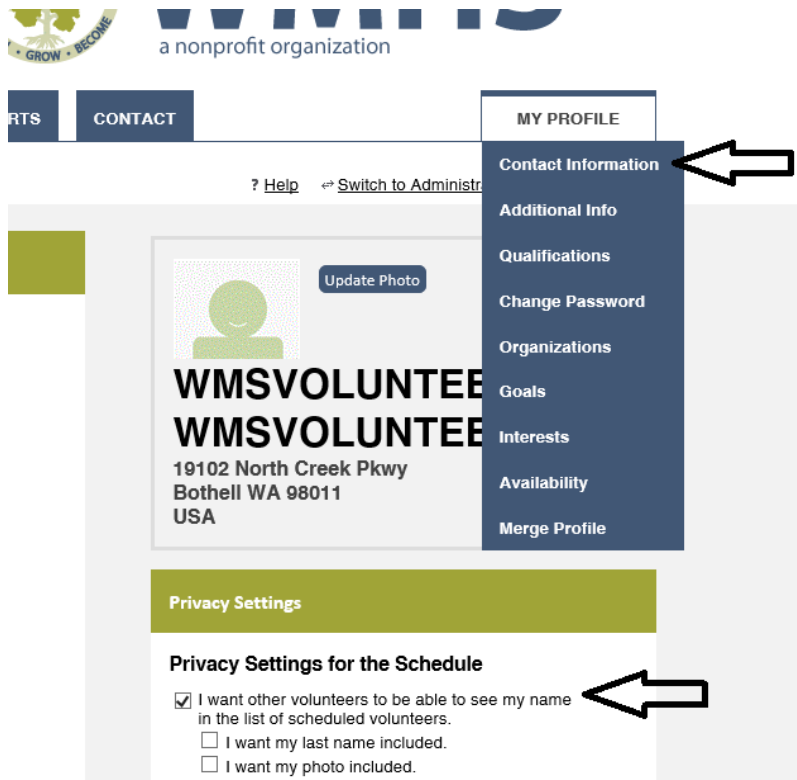 • GROW • BECOME
a nonprofit organization
RTS
CONTACT
MY PROFILE
? Help ⇄ Switch to Administr
Contact Information
Additional Info
Qualifications
Change Password
Organizations
Goals
Interests
Availability
Merge Profile
Update Photo
WMSVOLUNTEE
WMSVOLUNTEE
19102 North Creek Pkwy
Bothell WA 98011
USA
Privacy Settings
Privacy Settings for the Schedule
I want other volunteers to be able to see my name
in the list of scheduled volunteers.
I want my last name included.
I want my photo included.